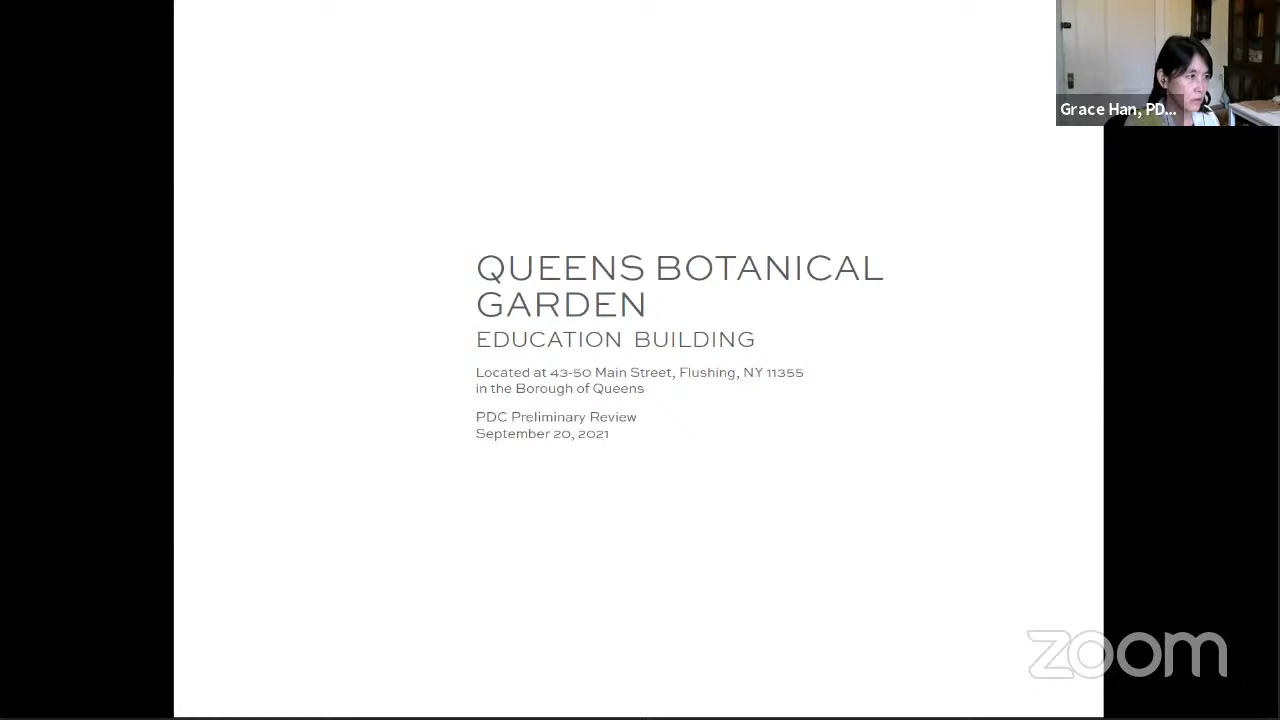 Grace Han, PD...
QUEENS BOTANICAL
GARDEN
EDUCATION BUILDING
Located at 43-50 Main Street, Flushing, NY 11355
in the Borough of Queens
PDC Preliminary Review
September 20, 2021
zoom